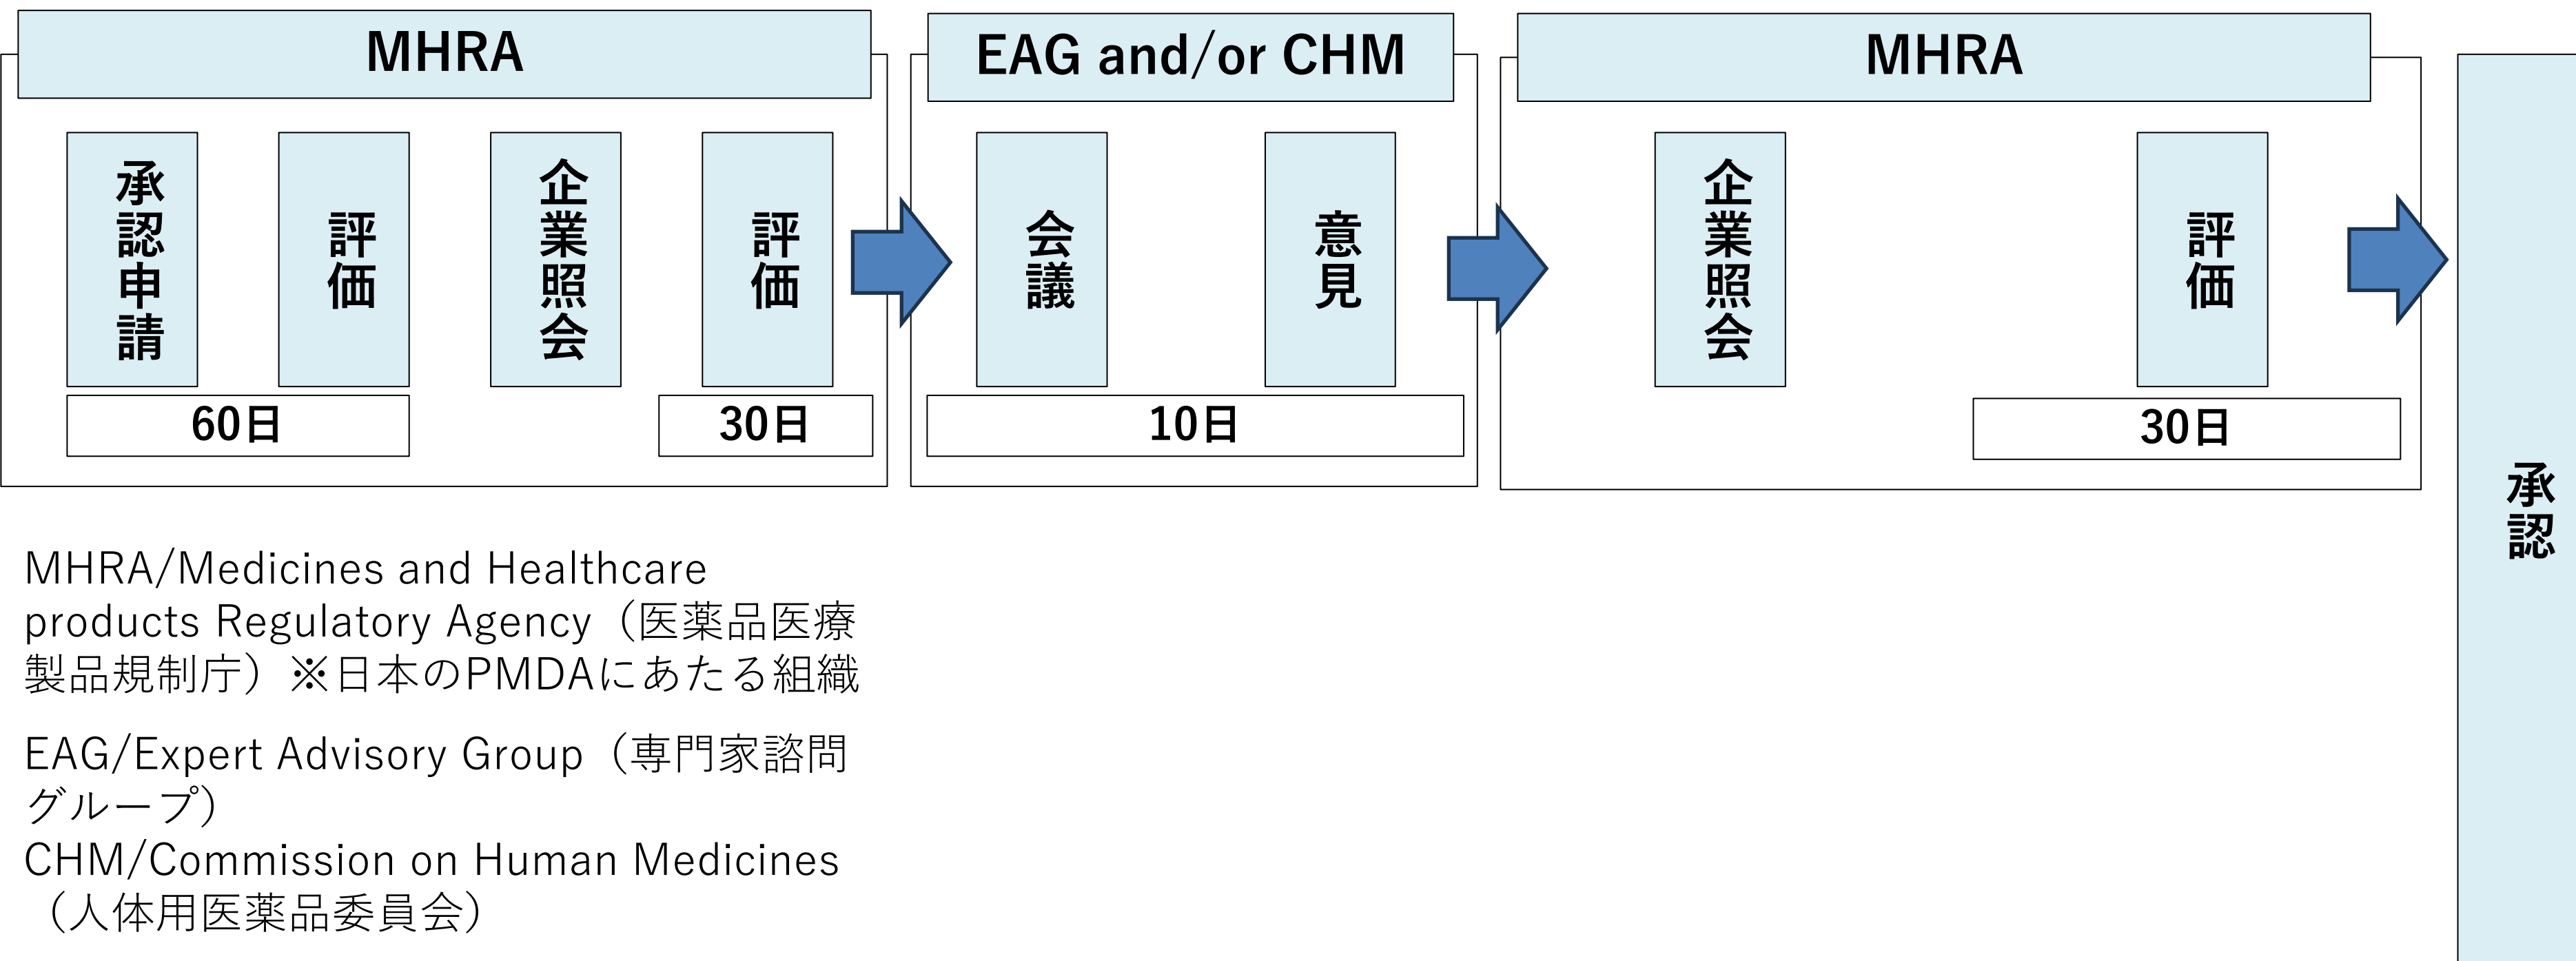 MHRA
承認申請
評価
企業照会
評価
60日
30日
EAG and/or CHM
会議
意見
10日
MHRA
企業照会
評価
30日
承認
MHRA/Medicines and Healthcare
products Regulatory Agency（医薬品医療
製品規制庁）※日本のPMDAにあたる組織
EAG/Expert Advisory Group（専門家諮問
グループ）
CHM/Commission on Human Medicines
（人体用医薬品委員会）